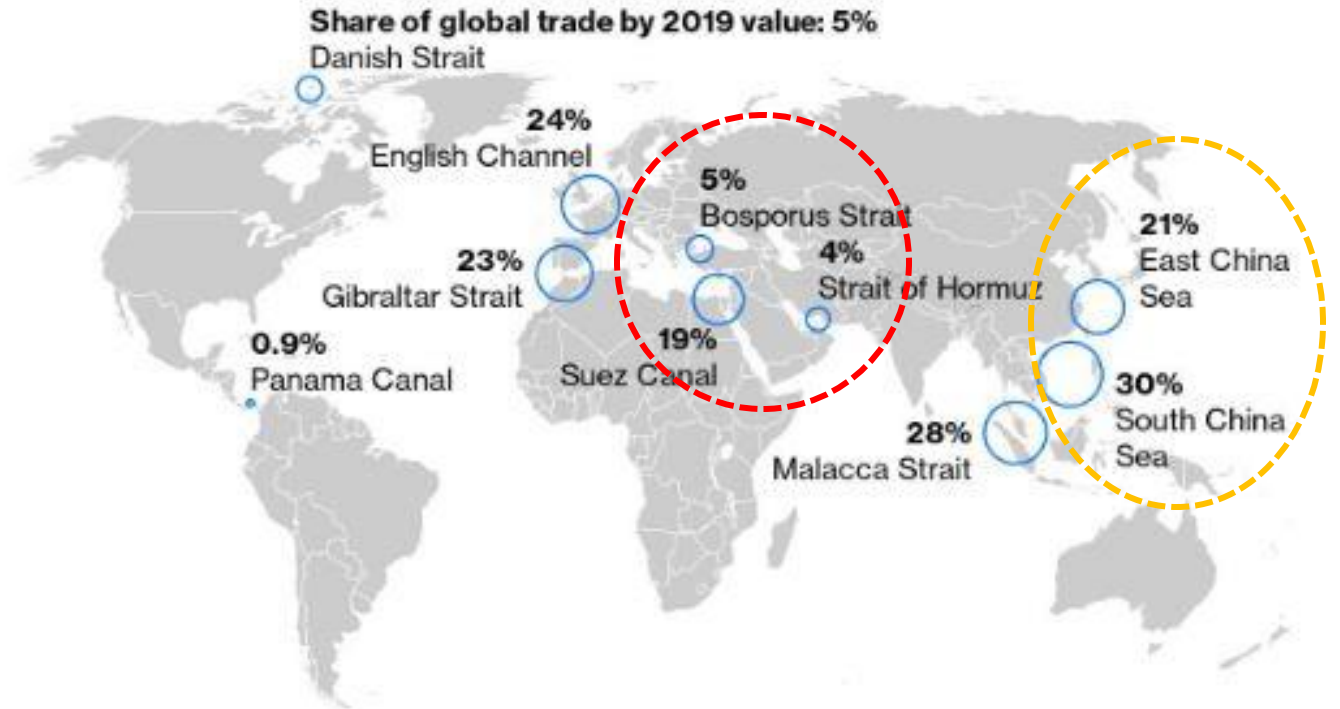 Share of global trade by 2019 value: 5%
Danish Strait
24%
English Channel
5%
Bosporus Strait
21%
East China
Sea
4%
Strait of Hormuz
23%
Gibraltar Strait
19%
Suez Canal
0.9%
Panama Canal
30%
South China
Sea
28%
Malacca Strait